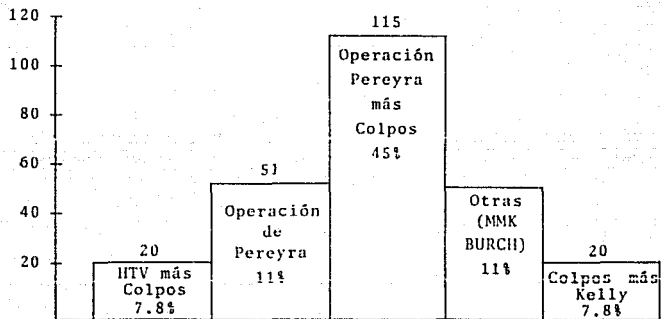 120
100
80
60
40
20
20
HTV más
Colpos
7.8%
51
Operación
de
Pereyra
11%
115
Operación
Pereyra
más
Colpos
45%
Otras
(MMK
BURCH)
11%
20
Colpos más
Kelly
7.8%